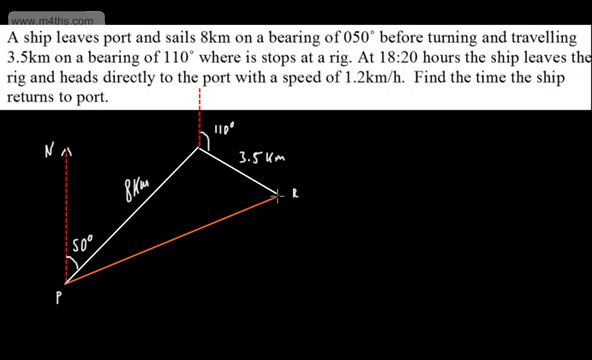 www.m4ths.com
A ship leaves port and sails 8km on a bearing of 050° before turning and travelling
3.5km on a bearing of 110° where is stops at a rig. At 18:20 hours the ship leaves the
rig and heads directly to the port with a speed of 1.2km/h. Find the time the ship
returns to port.
110°
N
3.5 Km
8Km
R
50°
P